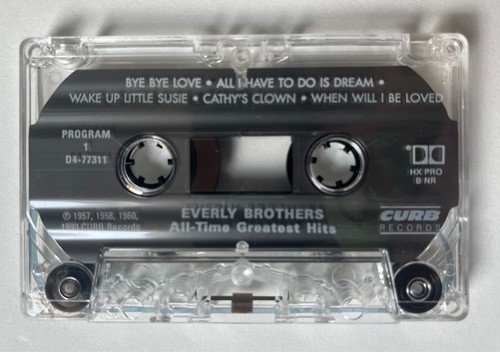 BYE BYE LOVE • ALL I HAVE TO DO IS DREAM •
WAKE UP LITTLE SUSIE • CATHY'S CLOWN • WHEN WILL I BE LOVED
PROGRAM
1
D4-77311
HX PRO
B NR
℗ 1957, 1958, 1960,
1990 CURB Records
EVERLY BROTHERS
All-Time Greatest Hits
CURB
RECORDS